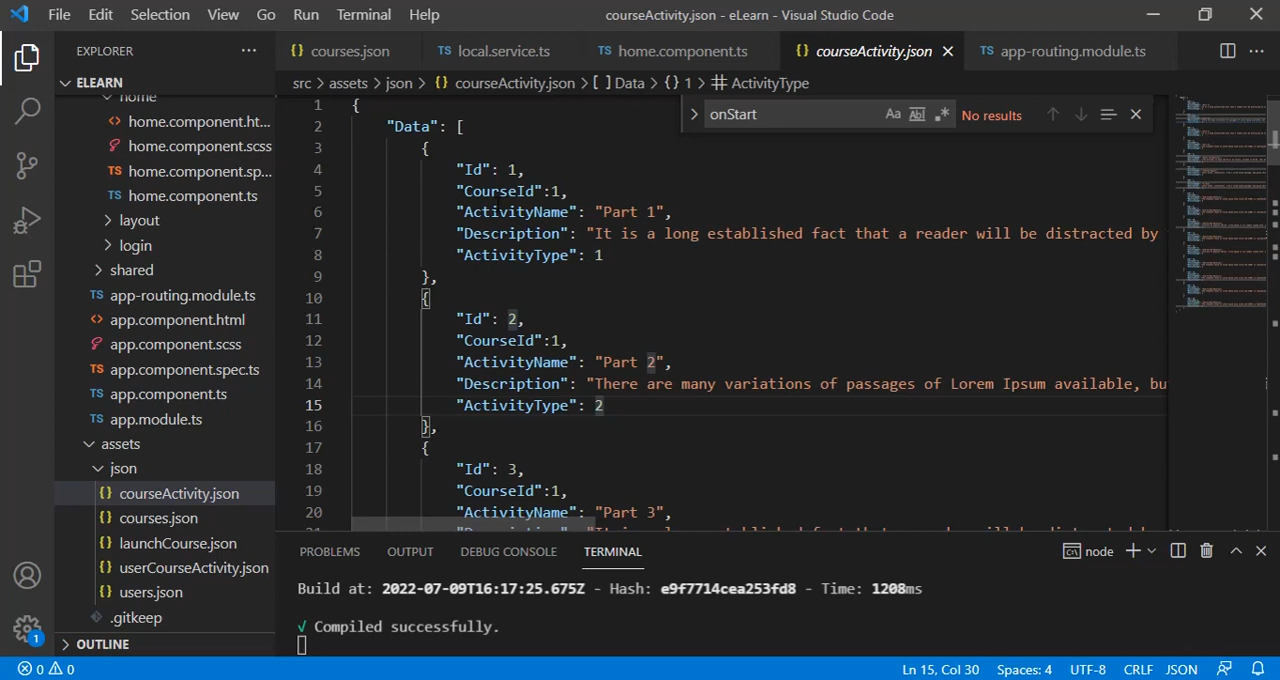 File Edit Selection View Go Run Terminal Help courseActivity.json - eLearn - Visual Studio Code
EXPLORER
ELEARN
home
home.component.ht...
home.component.scss
home.component.sp...
home.component.ts
layout
login
shared
app-routing.module.ts
app.component.html
app.component.scss
app.component.spec.ts
app.component.ts
app.module.ts
assets
json
courseActivity.json
courses.json
launchCourse.json
userCourseActivity.json
users.json
.gitkeep
OUTLINE
{} courses.json TS local.service.ts TS home.component.ts {} courseActivity.json TS app-routing.module.ts
src > assets > json > {} courseActivity.json > [ ] Data > {} 1 > # ActivityType
onStart Aa ab .* No results
1 {
2 "Data": [
3 {
4 "Id": 1,
5 "CourseId":1,
6 "ActivityName": "Part 1",
7 "Description": "It is a long established fact that a reader will be distracted by
8 "ActivityType": 1
9 },
10 {
11 "Id": 2,
12 "CourseId":1,
13 "ActivityName": "Part 2",
14 "Description": "There are many variations of passages of Lorem Ipsum available, bu
15 "ActivityType": 2
16 },
17 {
18 "Id": 3,
19 "CourseId":1,
20 "ActivityName": "Part 3",
PROBLEMS OUTPUT DEBUG CONSOLE TERMINAL node
Build at: 2022-07-09T16:17:25.675Z - Hash: e9f7714cea253fd8 - Time: 1208ms
√ Compiled successfully.
1
0 0 Ln 15, Col 30 Spaces: 4 UTF-8 CRLF JSON